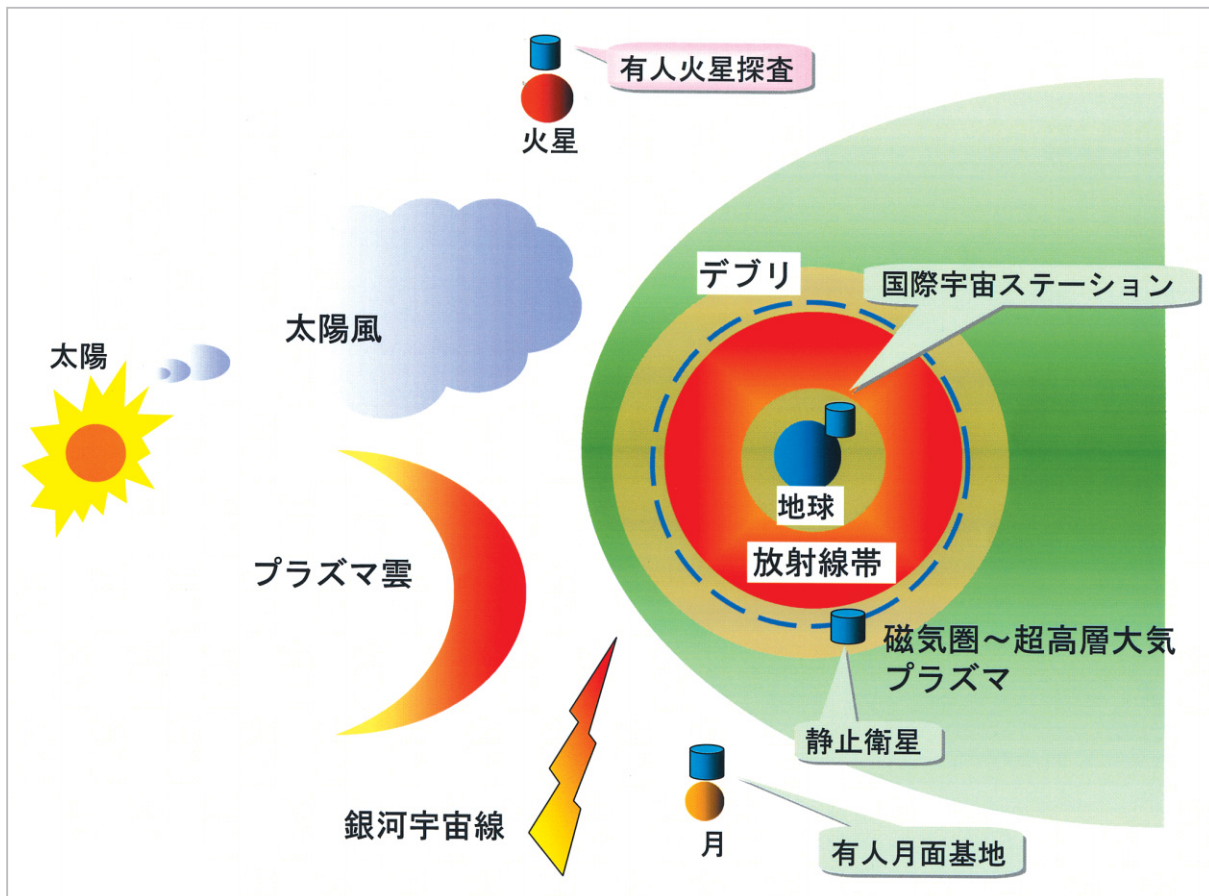 有人火星探査
火星
デブリ
国際宇宙ステーション
太陽風
太陽
地球
放射線帯
プラズマ雲
磁気圏～超高層大気
プラズマ
静止衛星
銀河宇宙線
月
有人月面基地